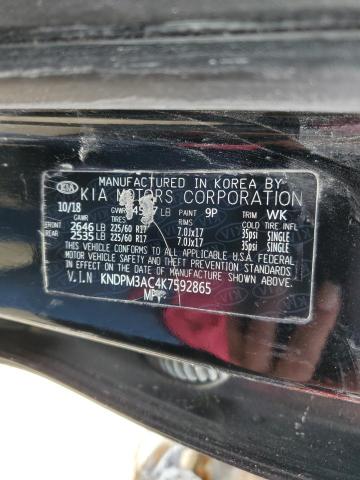 MANUFACTURED IN KOREA BY
KIA KIA MOTORS CORPORATION
10/18 GVWR LB PAINT 9P TRIM WK
GAWR TIRES RIMS COLD TIRE INFL
FRONT 2646 LB 225/60 R17 7.0Jx17 35psi SINGLE
REAR 2535 LB 225/60 R17 7.0Jx17 35psi SINGLE
THIS VEHICLE CONFORMS TO ALL APPLICABLE U.S.A FEDERAL
MOTOR VEHICLE SAFETY AND THEFT PREVENTION STANDARDS
IN EFFECT ON THE DATE OF MANUFACTURE SHOWN ABOVE.
V.I.N KNDPM3AC4K7592865
MPV